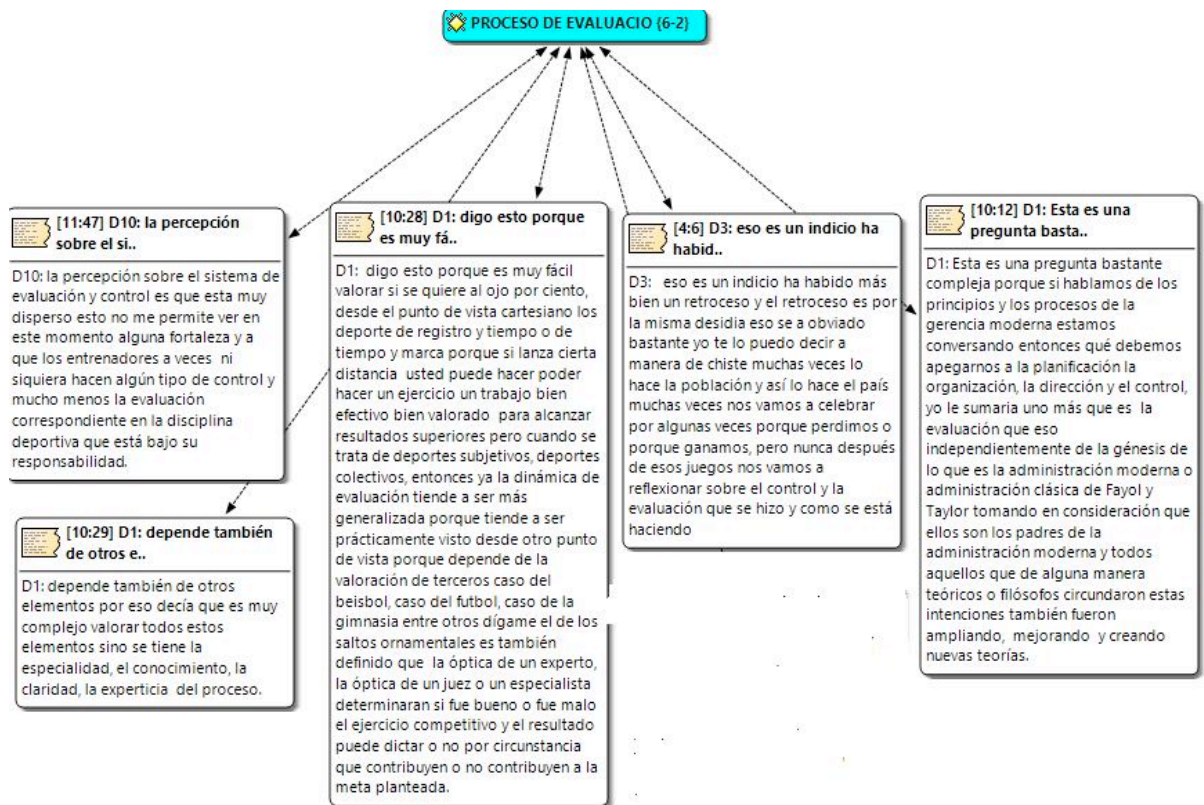 PROCESO DE EVALUACIO {6-2}
[11:47] D10: la percepción
sobre el si..
D10: la percepción sobre el sistema de
evaluación y control es que esta muy
disperso esto no me permite ver en
este momento alguna fortaleza y a
que los entrenadores a veces ni
siquiera hacen algún tipo de control y
mucho menos la evaluación
correspondiente en la disciplina
deportiva que está bajo su
responsabilidad.
[10:29] D1: depende también
de otros e..
D1: depende también de otros
elementos por eso decía que es muy
complejo valorar todos estos
elementos sino se tiene la
especialidad, el conocimiento, la
claridad, la experticia del proceso.
[10:28] D1: digo esto porque
es muy fá..
D1: digo esto porque es muy fácil
valorar si se quiere al ojo por ciento,
desde el punto de vista cartesiano los
deporte de registro y tiempo o de
tiempo y marca porque si lanza cierta
distancia usted puede hacer poder
hacer un ejercicio un trabajo bien
efectivo bien valorado para alcanzar
resultados superiores pero cuando se
trata de deportes subjetivos, deportes
colectivos, entonces ya la dinámica de
evaluación tiende a ser más
generalizada porque tiende a ser
prácticamente visto desde otro punto
de vista porque depende de la
valoración de terceros caso del
beisbol, caso del futbol, caso de la
gimnasia entre otros dígame el de los
saltos ornamentales es también
definido que la óptica de un experto,
la óptica de un juez o un especialista
determinaran si fue bueno o fue malo
el ejercicio competitivo y el resultado
puede dictar o no por circunstancia
que contribuyen o no contribuyen a la
meta planteada.
[4:6] D3: eso es un indicio ha
habid..
D3: eso es un indicio ha habido más
bien un retroceso y el retroceso es por
la misma desidia eso se a obviado
bastante yo te lo puedo decir a
manera de chiste muchas veces lo
hace la población y así lo hace el país
muchas veces nos vamos a celebrar
por algunas veces porque perdimos o
porque ganamos, pero nunca después
de esos juegos nos vamos a
reflexionar sobre el control y la
evaluación que se hizo y como se está
haciendo
[10:12] D1: Esta es una
pregunta basta..
D1: Esta es una pregunta bastante
compleja porque si hablamos de los
principios y los procesos de la
gerencia moderna estamos
conversando entonces qué debemos
apegarnos a la planificación la
organización, la dirección y el control,
yo le sumaria uno más que es la
evaluación que eso
independientemente de la génesis de
lo que es la administración moderna o
administración clásica de Fayol y
Taylor tomando en consideración que
ellos son los padres de la
administración moderna y todos
aquellos que de alguna manera
teóricos o filósofos circundaron estas
intenciones también fueron
ampliando, mejorando y creando
nuevas teorías.